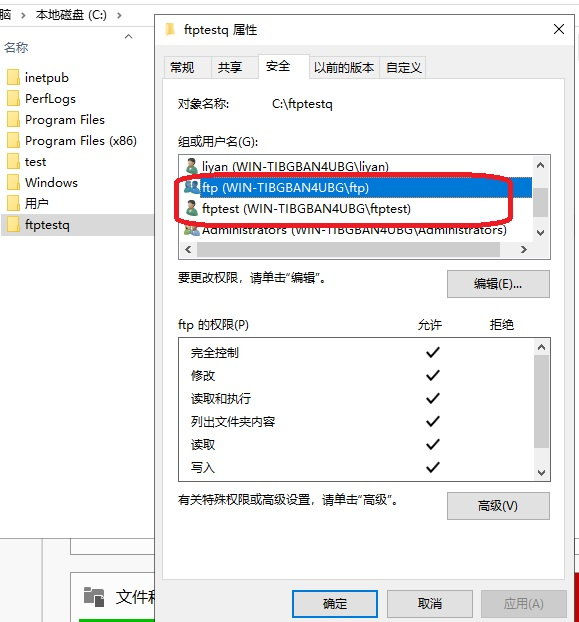 脑 › 本地磁盘 (C:) ›
名称
inetpub
PerfLogs
Program Files
Program Files (x86)
test
Windows
用户
ftptestq
ftptestq 属性
常规 共享 安全 以前的版本 自定义
对象名称: C:\ftptestq
组或用户名(G):
liyan (WIN-TIBGBAN4UBG\liyan)
ftp (WIN-TIBGBAN4UBG\ftp)
ftptest (WIN-TIBGBAN4UBG\ftptest)
Administrators (WIN-TIBGBAN4UBG\Administrators)
要更改权限，请单击“编辑”。 编辑(E)...
ftp 的权限(P) 允许 拒绝
完全控制
修改
读取和执行
列出文件夹内容
读取
写入
有关特殊权限或高级设置，请单击“高级”。 高级(V)
文件
确定 取消 应用(A)